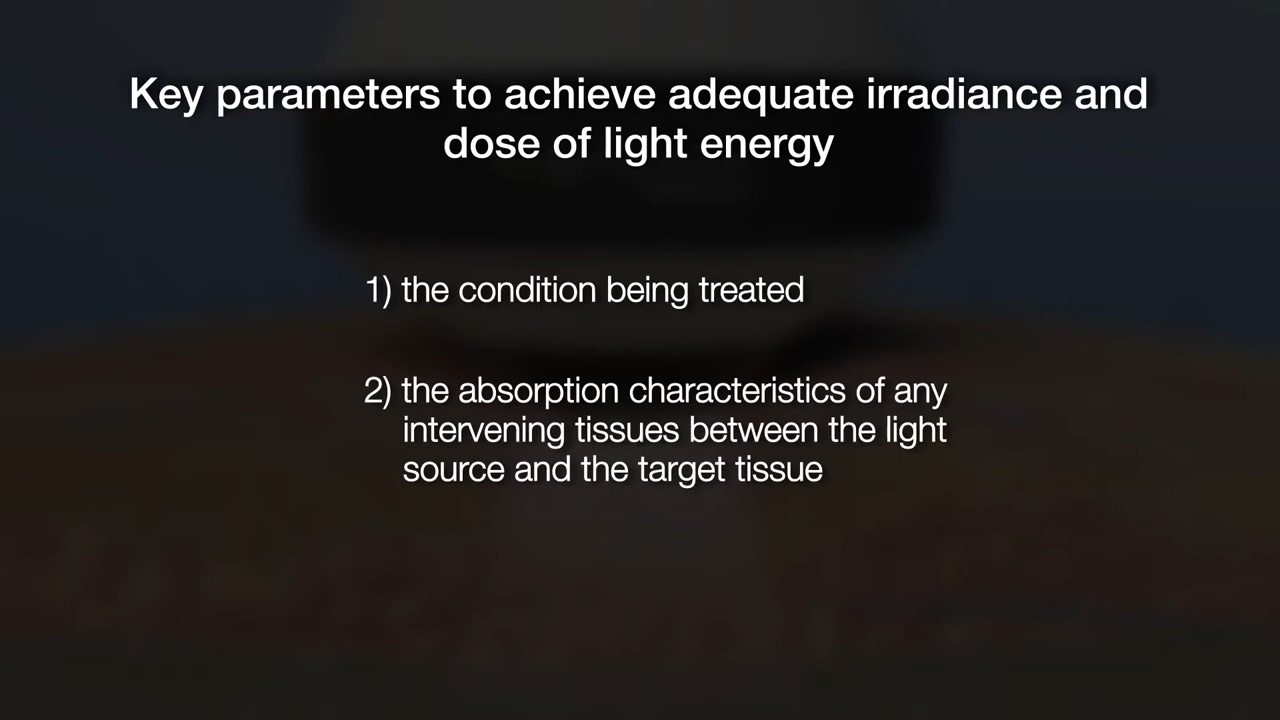 Key parameters to achieve adequate irradiance and
dose of light energy
1) the condition being treated
2) the absorption characteristics of any
intervening tissues between the light
source and the target tissue